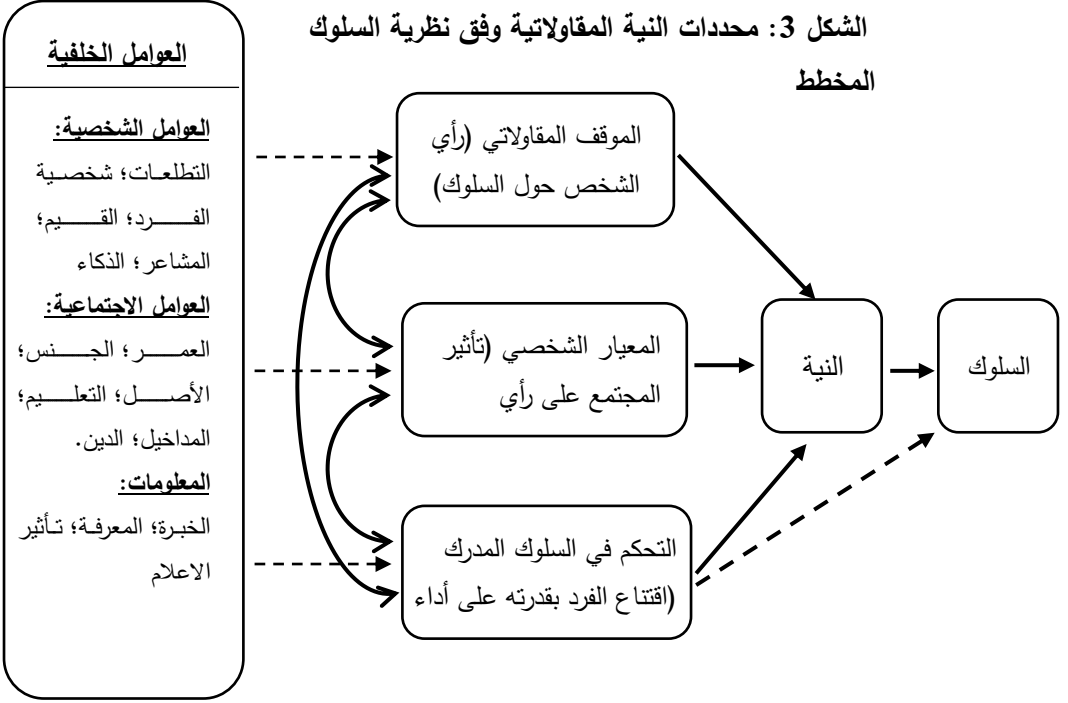 الشكل 3: محددات النية المقاولاتية وفق نظرية السلوك
المخطط
العوامل الخلفية
العوامل الشخصية:
التطلعات؛ شخصية
الفرد؛ القيم؛
المشاعر؛ الذكاء
العوامل الاجتماعية:
العمر؛ الجنس؛
الأصل؛ التعليم؛
المداخيل؛ الدين.
المعلومات:
الخبرة؛ المعرفة؛ تأثير
الاعلام
الموقف المقاولاتي (رأي
الشخص حول السلوك)
المعيار الشخصي (تأثير
المجتمع على رأي
التحكم في السلوك المدرك
(اقتناع الفرد بقدرته على أداء
النية
السلوك